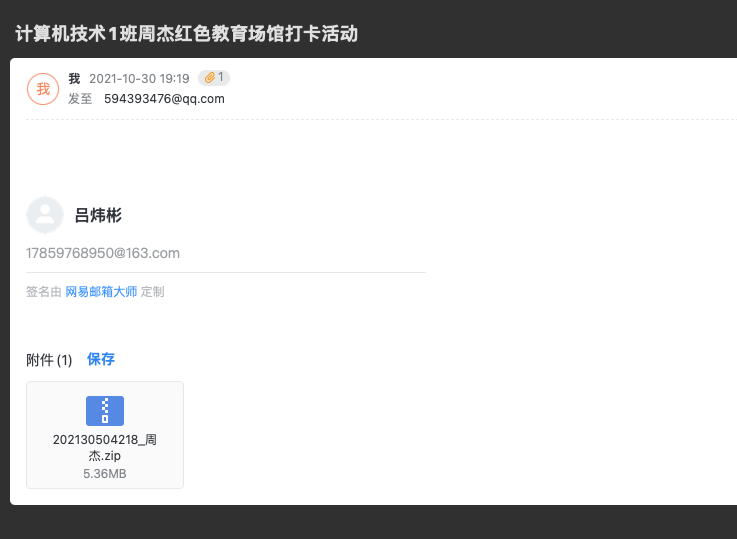 计算机技术1班周杰红色教育场馆打卡活动
我 我 2021-10-30 19:19 1
发至 594393476@qq.com
吕炜彬
17859768950@163.com
签名由 网易邮箱大师 定制
附件 (1) 保存
202130504218_周
杰.zip
5.36MB